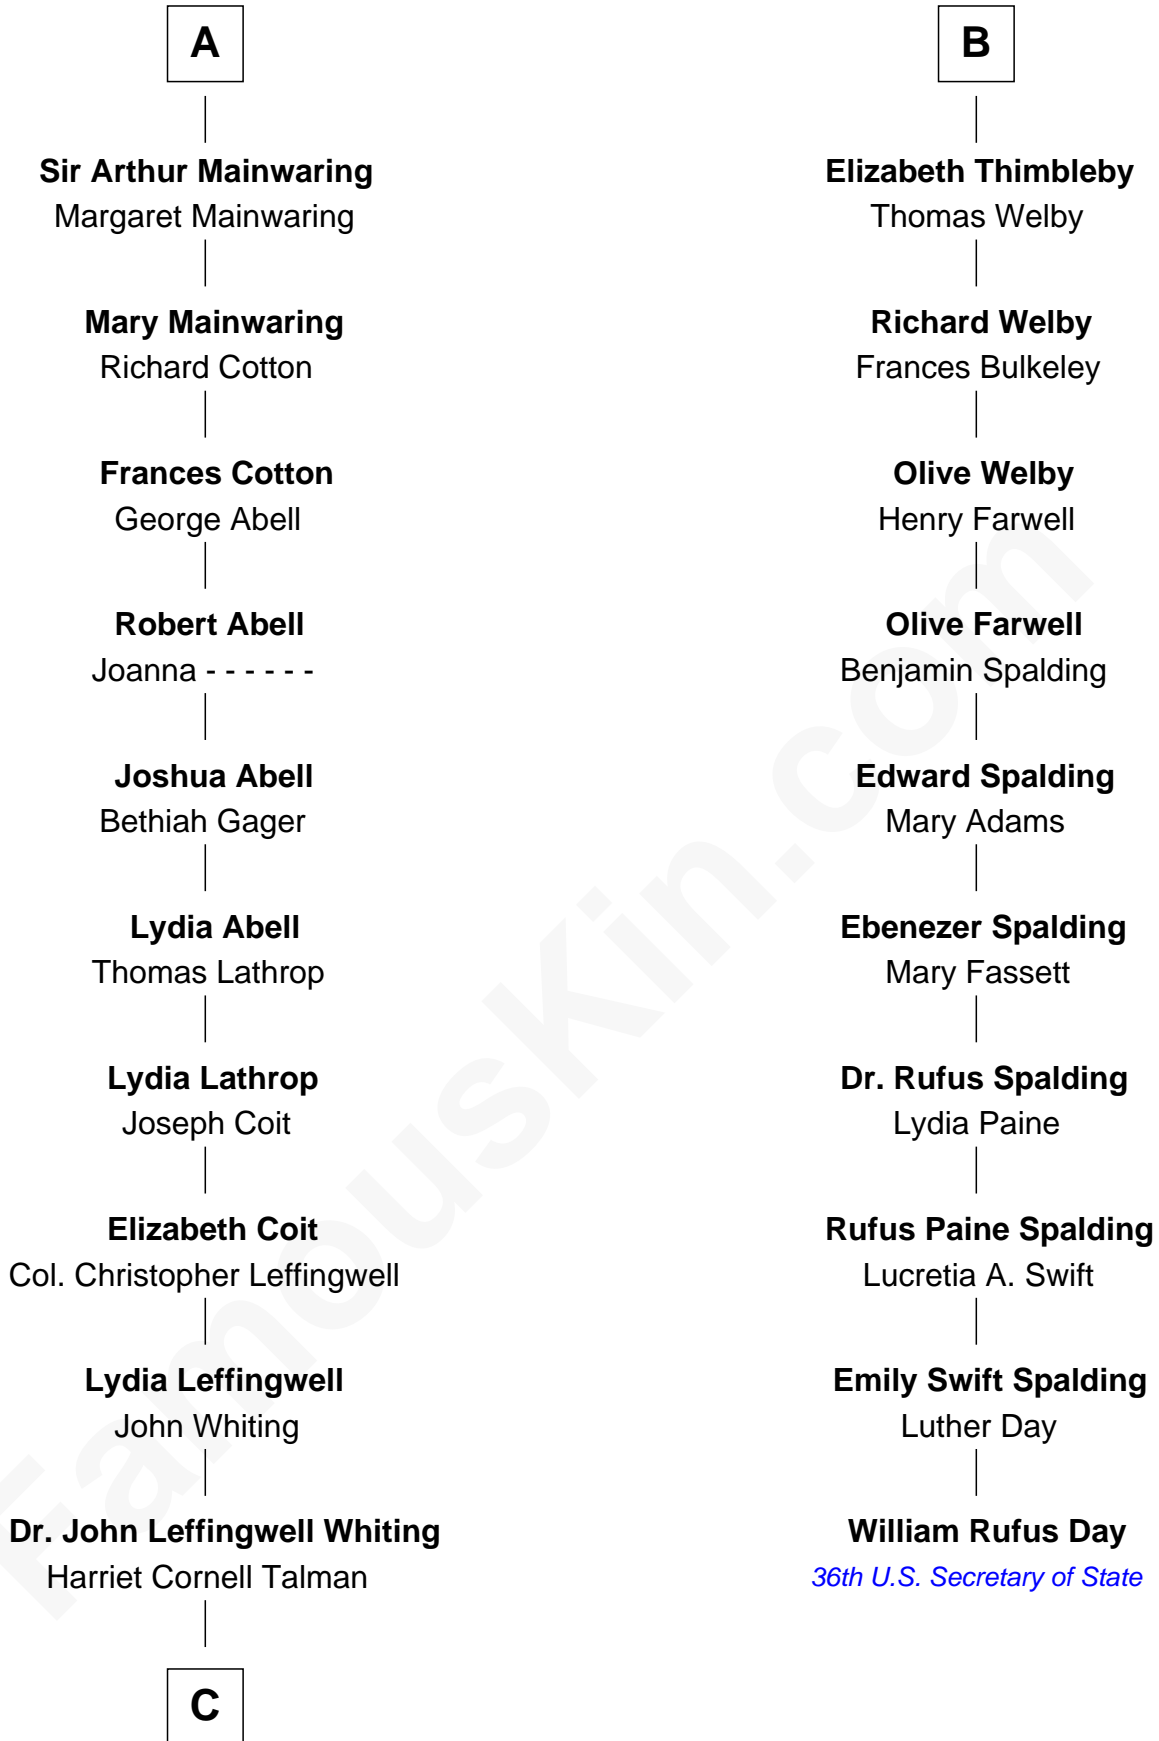 A
Sir Arthur Mainwaring
Margaret Mainwaring
Mary Mainwaring
Richard Cotton
Frances Cotton
George Abell
Robert Abell
Joanna - - - - - -
Joshua Abell
Bethiah Gager
Lydia Abell
Thomas Lathrop
Lydia Lathrop
Joseph Coit
Elizabeth Coit
Col. Christopher Leffingwell
Lydia Leffingwell
John Whiting
Dr. John Leffingwell Whiting
Harriet Cornell Talman
C
B
Elizabeth Thimbleby
Thomas Welby
Richard Welby
Frances Bulkeley
Olive Welby
Henry Farwell
Olive Farwell
Benjamin Spalding
Edward Spalding
Mary Adams
Ebenezer Spalding
Mary Fassett
Dr. Rufus Spalding
Lydia Paine
Rufus Paine Spalding
Lucretia A. Swift
Emily Swift Spalding
Luther Day
William Rufus Day
36th U.S. Secretary of State
FamousKin.com